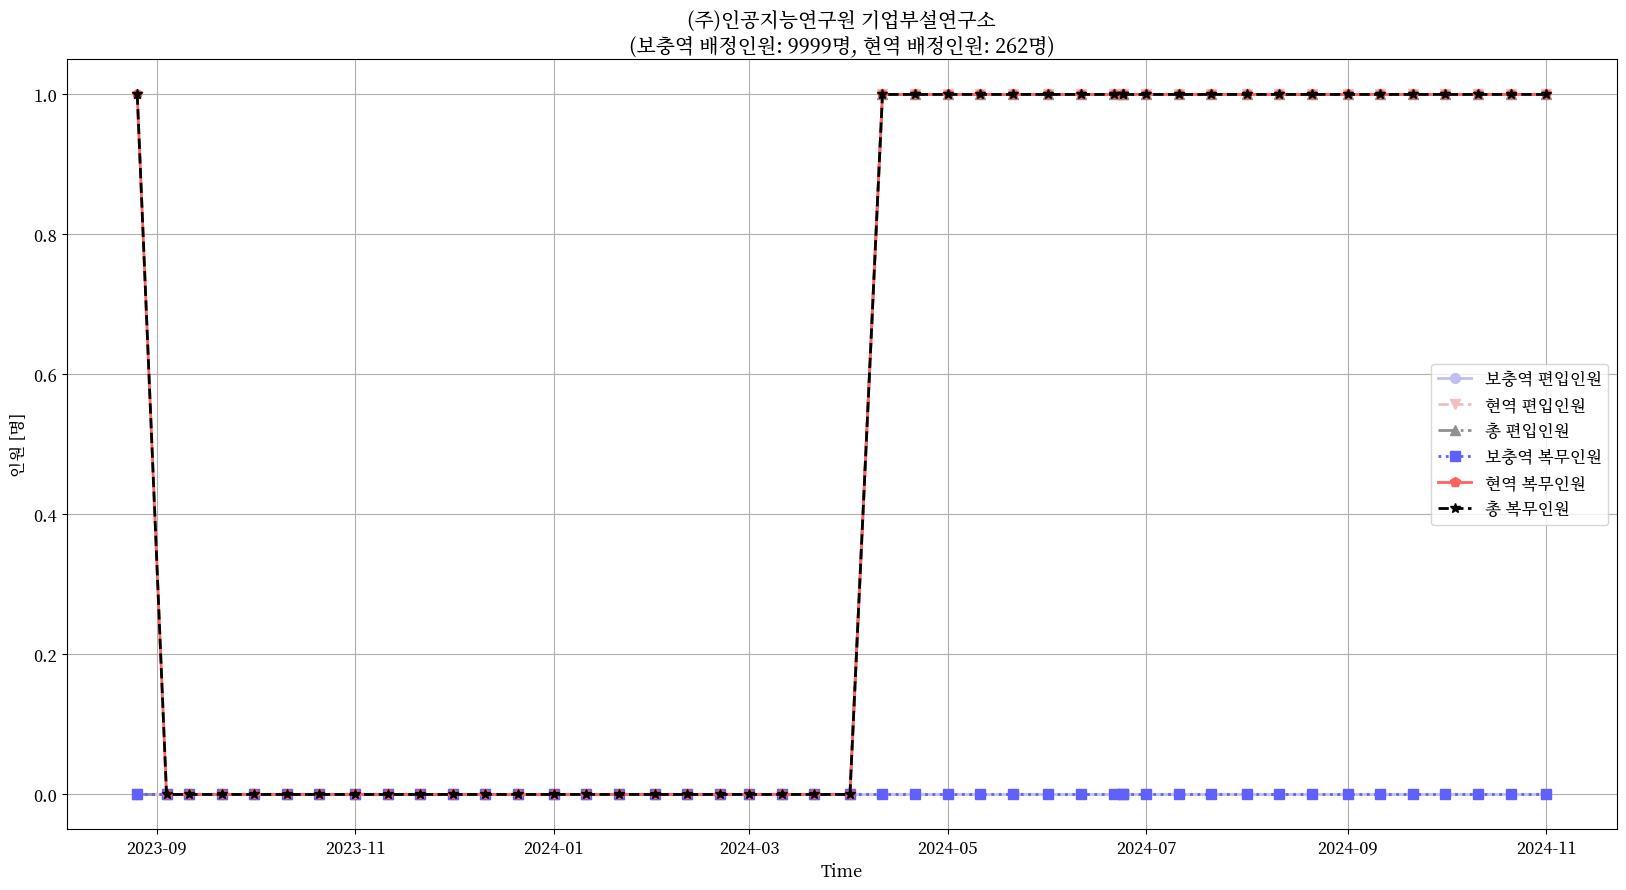 (주)인공지능연구원 기업부설연구소
(보충역 배정인원: 9999명, 현역 배정인원: 262명)
인원 [명]
1.0
0.8
0.6
0.4
0.2
0.0
보충역 편입인원
현역 편입인원
총 편입인원
보충역 복무인원
현역 복무인원
총 복무인원
2023-09 2023-11 2024-01 2024-03 2024-05 2024-07 2024-09 2024-11
Time